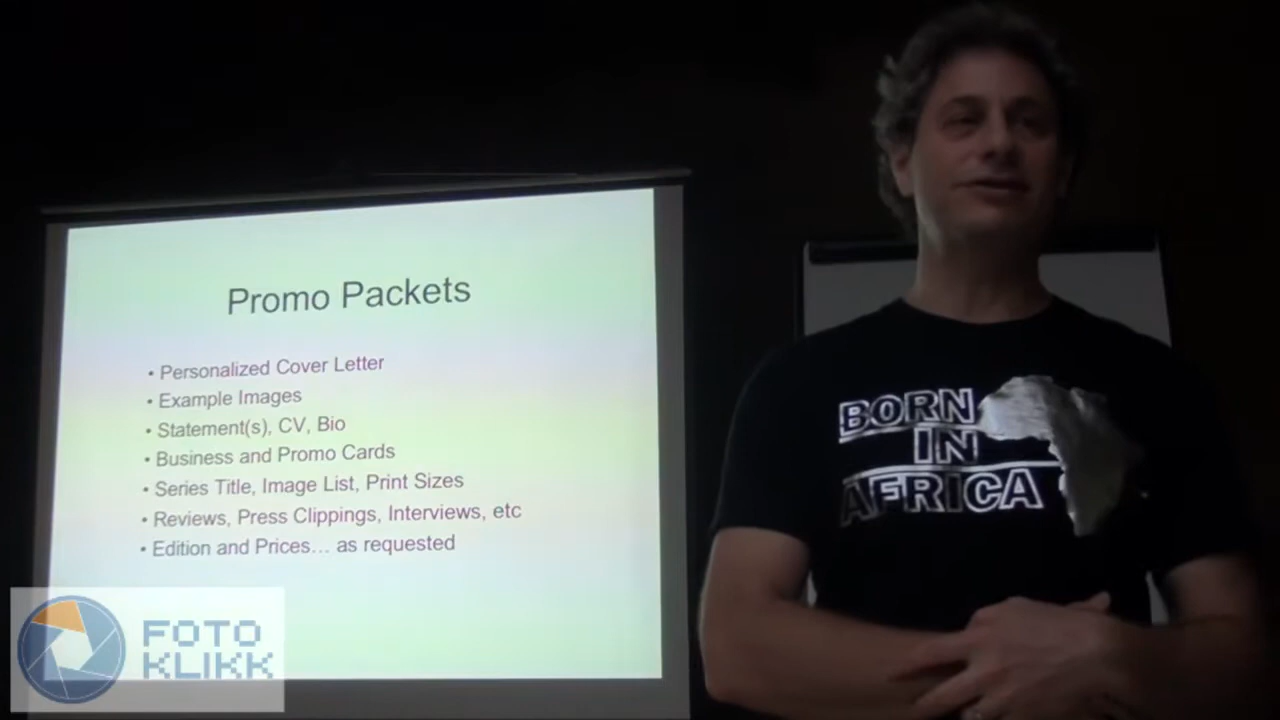 Promo Packets
• Personalized Cover Letter
• Example Images
• Statement(s), CV, Bio
• Business and Promo Cards
• Series Title, Image List, Print Sizes
• Reviews, Press Clippings, Interviews, etc
• Edition and Prices… as requested
BORN
IN
AFRICA
FOTO
KLIKK